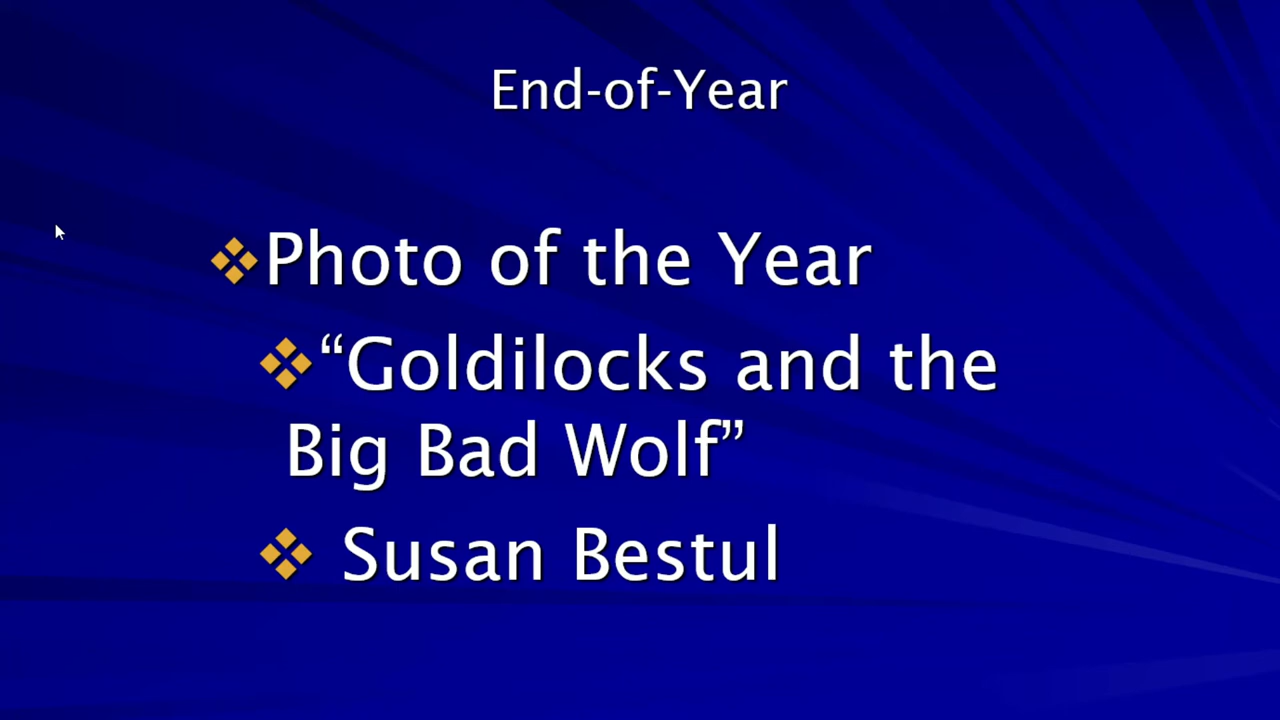 End-of-Year
❖Photo of the Year
❖“Goldilocks and the
Big Bad Wolf”
❖ Susan Bestul